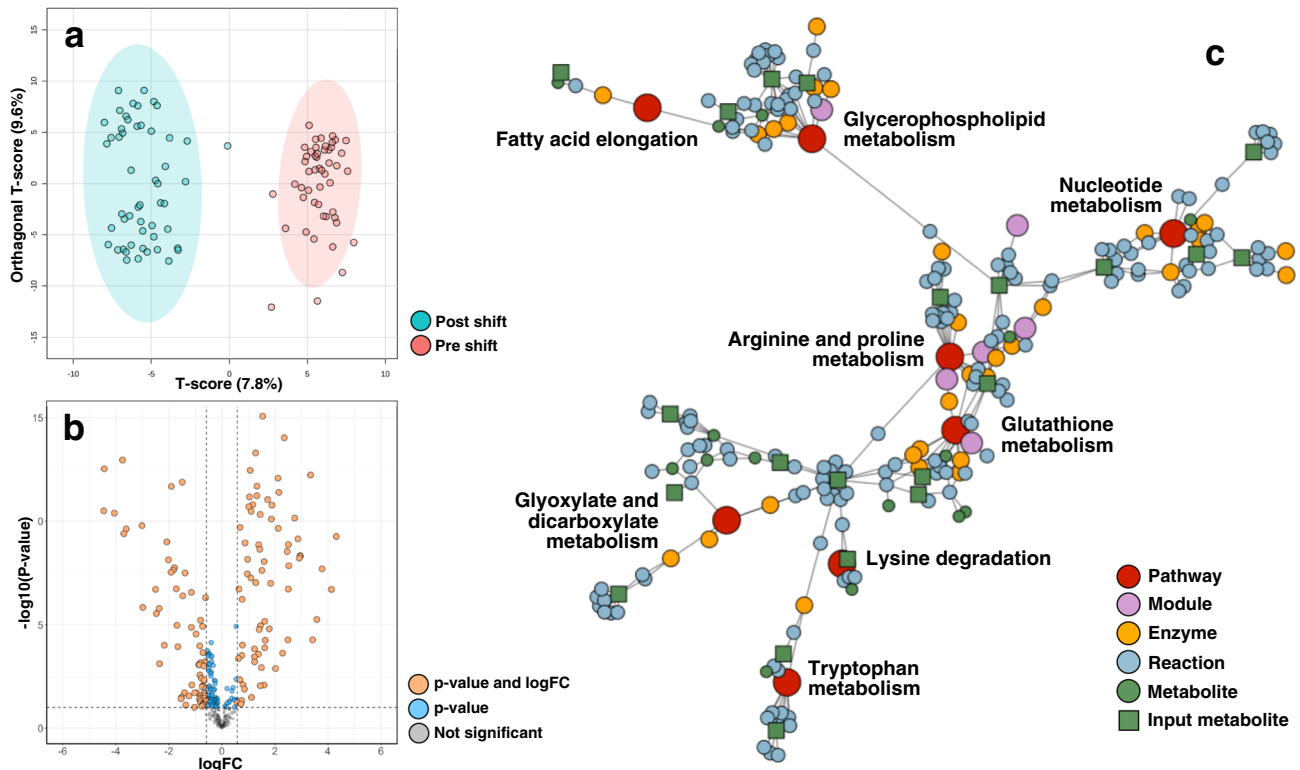 a
15
10
5
0
-5
-10
-15
-10
-5
0
5
10
Orthagonal T-score (9.6%)
T-score (7.8%)
Post shift
Pre shift
b
15
0
5
0
-6
-4
-2
0
2
4
6
-log10(P-value)
logFC
p-value and logFC
p-value
Not significant
c
Fatty acid elongation
Glycerophospholipid
metabolism
Nucleotide
metabolism
Arginine and proline
metabolism
Glutathione
metabolism
Glyoxylate and
dicarboxylate
metabolism
Lysine degradation
Tryptophan
metabolism
Pathway
Module
Enzyme
Reaction
Metabolite
Input metabolite